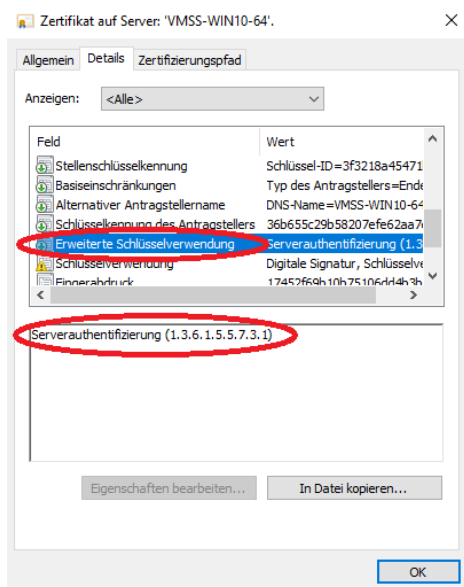 Zertifikat auf Server: 'VMSS-WIN10-64'.
Allgemein Details Zertifizierungspfad
Anzeigen: <Alle>
Feld Wert
Stellenschlüsselkennung Schlüssel-ID=3f3218a45471
Basiseinschränkungen Typ des Antragstellers=Ende
Alternativer Antragstellername DNS-Name=VMSS-WIN10-64
Schlüsselkennung des Antragstellers 36b655c29b58207efe62aa7
Erweiterte Schlüsselverwendung Serverauthentifizierung (1.3
Schlüsselverwendung Digitale Signatur, Schlüsselve
Fingerabdruck 17452f69b10b75106dd4b3b
Serverauthentifizierung (1.3.6.1.5.5.7.3.1)
Eigenschaften bearbeiten... In Datei kopieren...
OK